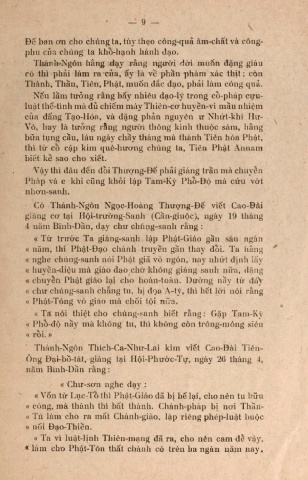 — 9 —
Để ban ơn cho chúng ta, tùy theo công-quả âm-chất và công-
phu của chúng ta khổ-hạnh hành đạo.
Thánh-Ngôn hằng dạy rằng người đời muốn đặng giàu
có thì phải làm ra của, ấy là về phần phàm xác thịt; còn
Thánh, Thần, Tiên, Phật, muốn đắc đạo, phải làm công quả.
Nếu lầm tưởng rằng bấy nhiêu đạo-lý trong cổ-pháp cựu-
luật thế-tình mà đủ chiếm máy Thiên-cơ huyền-vi mầu nhiệm
của đấng Tạo-Hóa, và đặng phần nguyên ư Nhứt-khí Hư-
Vô, hay là tưởng rằng người thông kinh thuộc sám, hằng
bữa tụng cầu, lâu ngày chầy tháng mà thành Tiên hóa Phật,
thì từ cổ cập kim què-hương chúng ta, Tiên Phật Annam
biết kể sao cho xiết.
Vậy thì đâu đến đỗi Thượng-Đế phải giáng trần mà chuyển
Pháp và e khi cũng khỏi lập Tam-Kỳ Phổ-Độ mà cứu vớt
nhơn-sanh.
Có Thánh-Ngôn Ngọc-Hoàng Thượng-Đế viết Cao-Đài
giáng cơ tại Hội-trường-Sanh (Cần-giuộc), ngày 19 tháng
4 năm Bính-Dần, dạy chư chúng-sanh rằng:
« Từ trước Ta giáng-sanh lập Phật-Giáo gần sáu ngàn
« năm, thì Phật-Đạo chánh truyền gần thay đổi. Ta hằng
« nghe chúng-sanh nói Phật giả vô ngôn, nay nhứt định lấy
« huyền-diệu mà giáo đạo chứ không giáng sanh nữa, đặng
« chuyển Phật-giáo lại cho hoàn-toàn. Dường nầy từ đây
« chư chúng-sanh chẳng tu, bị đọa A-tỳ, thì hết lời nói rằng
« Phật-Tông vô giáo mà chối tội nữa.
« Ta nói thiệt cho chúng-sanh biết rằng: Gặp Tam-Kỳ
« Phổ-độ nầy mà không tu, thì không còn trông-mông siêu
« rỗi. »
Thánh-Ngôn Thích-Ca-Như-Lai kim viết Cao-Đài Tiên-
Ông Đại-bồ-tát, giáng tại Hội-Phước-Tự, ngày 26 tháng 4,
năm Bính-Dần rằng:
« Chư-sơn nghe dạy:
« Vốn từ Lục-Tổ thì Phật-Giáo đã bị bế lại, cho nên tu hữu
« công, mà thành thì bất thành. Chánh-pháp bị nơi Thần-
« Tú làm cho ra mất Chánh-giáo, lập riêng phép-luật buộc
« nối Đạo-Thiền.
« Ta vì luật-lịnh Thiên-mạng đã ra, cho nên cam để vậy,
« làm cho Phật-Tôn thất chánh có trên ba ngàn năm nay,